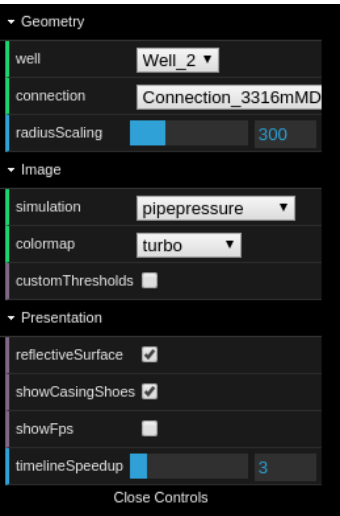 Geometry
well Well_2
connection Connection_3316mMD
radiusScaling 300
Image
simulation pipepressure
colormap turbo
customThresholds
Presentation
reflectiveSurface
showCasingShoes
showFps
timelineSpeedup 3
Close Controls